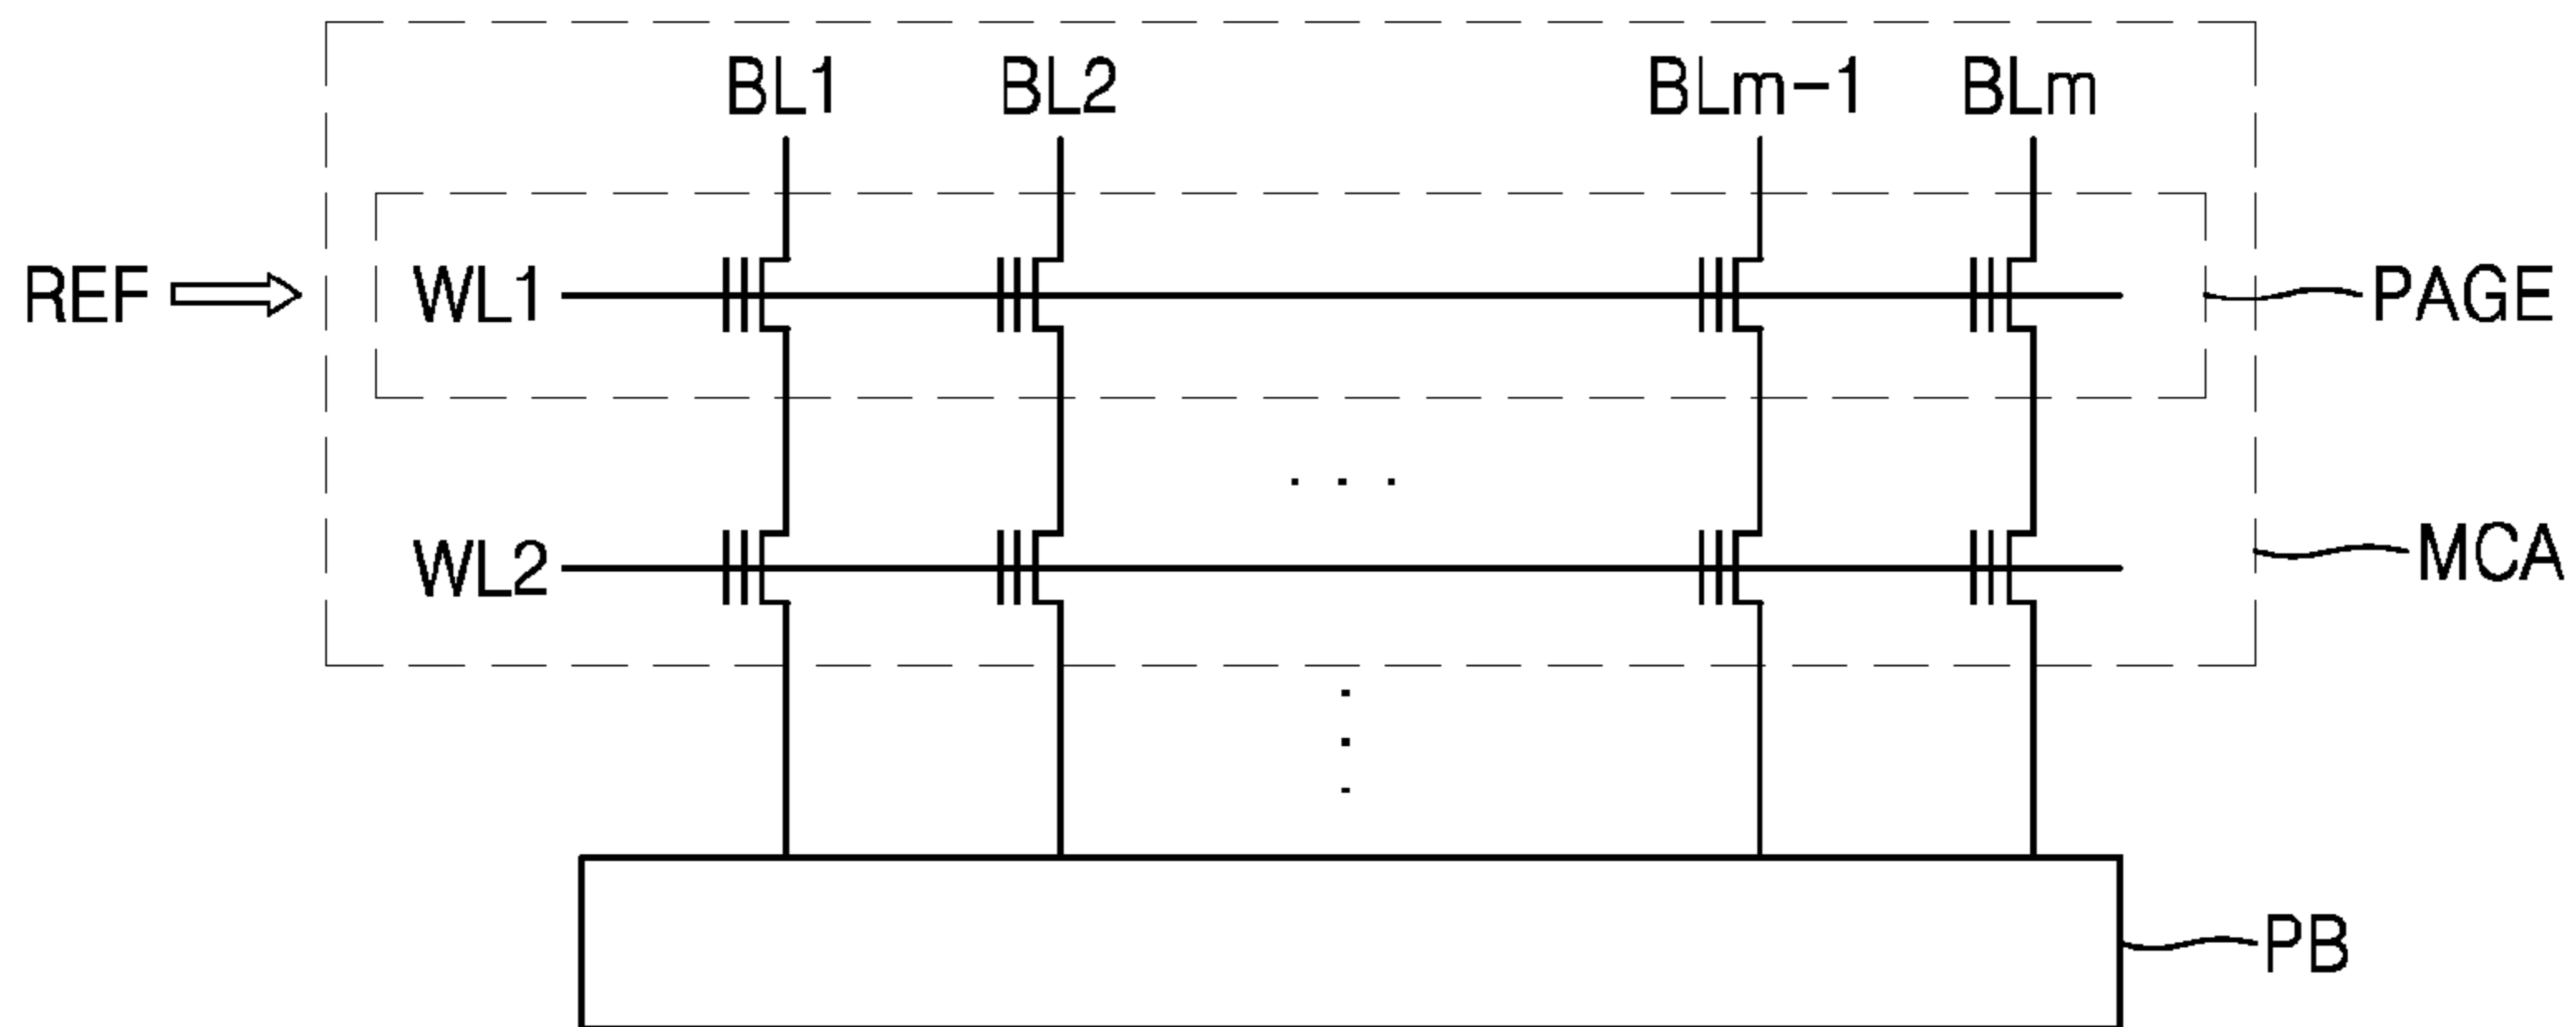 BL1 BL2 BLm-1 BLm
REF WL1 PAGE
. . .
WL2 MCA
PB